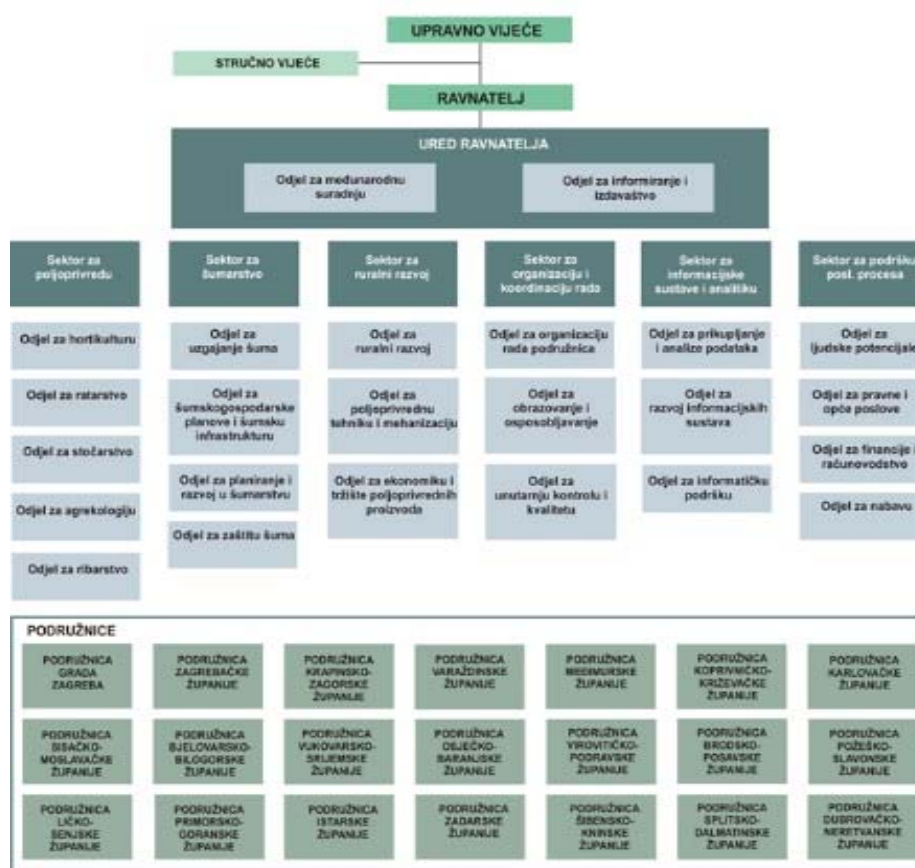 UPRAVNO VIJEĆE
STRUČNO VIJEĆE
RAVNATELJ
URED RAVNATELJA
Odjel za međunarodnu
suradnju
Odjel za informiranje i
izdavaštvo
Sektor za
poljoprivredu
Odjel za hortikulturu
Odjel za ratarstvo
Odjel za stočarstvo
Odjel za agrekologiju
Odjel za ribarstvo
Sektor za
šumarstvo
Odjel za
uzgajanje šuma
Odjel za
šumskogospodarske
planove i šumsku
infrastrukturu
Odjel za planiranje i
razvoj u šumarstvu
Odjel za zaštitu šuma
Sektor za
ruralni razvoj
Odjel za
ruralni razvoj
Odjel za
poljoprivrednu
tehniku i mehanizaciju
Odjel za ekonomiku i
tržište poljoprivrednih
proizvoda
Sektor za
organizaciju i
koordinaciju rada
Odjel za organizaciju
rada podružnica
Odjel za
obrazovanje i
osposobljavanje
Odjel za
unutarnju kontrolu i
kvalitetu
Sektor za
informacijske
sustave i analitiku
Odjel za prikupljanje
i analize podataka
Odjel za
razvoj informacijskih
sustava
Odjel za informatičku
podršku
Sektor za podršku
posl. procesa
Odjel za
ljudske potencijale
Odjel za pravne i
opće poslove
Odjel za financije i
računovodstvo
Odjel za nabavu
PODRUŽNICE
PODRUŽNICA
GRADA
ZAGREBA
PODRUŽNICA
ZAGREBAČKE
ŽUPANIJE
PODRUŽNICA
KRAPINSKO-
ZAGORSKE
ŽUPANIJE
PODRUŽNICA
VARAŽDINSKE
ŽUPANIJE
PODRUŽNICA
MEĐIMURSKE
ŽUPANIJE
PODRUŽNICA
KOPRIVNIČKO-
KRIŽEVAČKE
ŽUPANIJE
PODRUŽNICA
KARLOVAČKE
ŽUPANIJE
PODRUŽNICA
SISAČKO-
MOSLAVAČKE
ŽUPANIJE
PODRUŽNICA
BJELOVARSKO-
BILOGORSKE
ŽUPANIJE
PODRUŽNICA
VUKOVARSKO-
SRIJEMSKE
ŽUPANIJE
PODRUŽNICA
OSJEČKO-
BARANJSKE
ŽUPANIJE
PODRUŽNICA
VIROVITIČKO-
PODRAVSKE
ŽUPANIJE
PODRUŽNICA
BRODSKO-
POSAVSKE
ŽUPANIJE
PODRUŽNICA
POŽEŠKO-
SLAVONSKE
ŽUPANIJE
PODRUŽNICA
LIČKO-
SENJSKE
ŽUPANIJE
PODRUŽNICA
PRIMORSKO-
GORANSKE
ŽUPANIJE
PODRUŽNICA
ISTARSKE
ŽUPANIJE
PODRUŽNICA
ZADARSKE
ŽUPANIJE
PODRUŽNICA
ŠIBENSKO-
KNINSKE
ŽUPANIJE
PODRUŽNICA
SPLITSKO-
DALMATINSKE
ŽUPANIJE
PODRUŽNICA
DUBROVAČKO-
NERETVANSKE
ŽUPANIJE